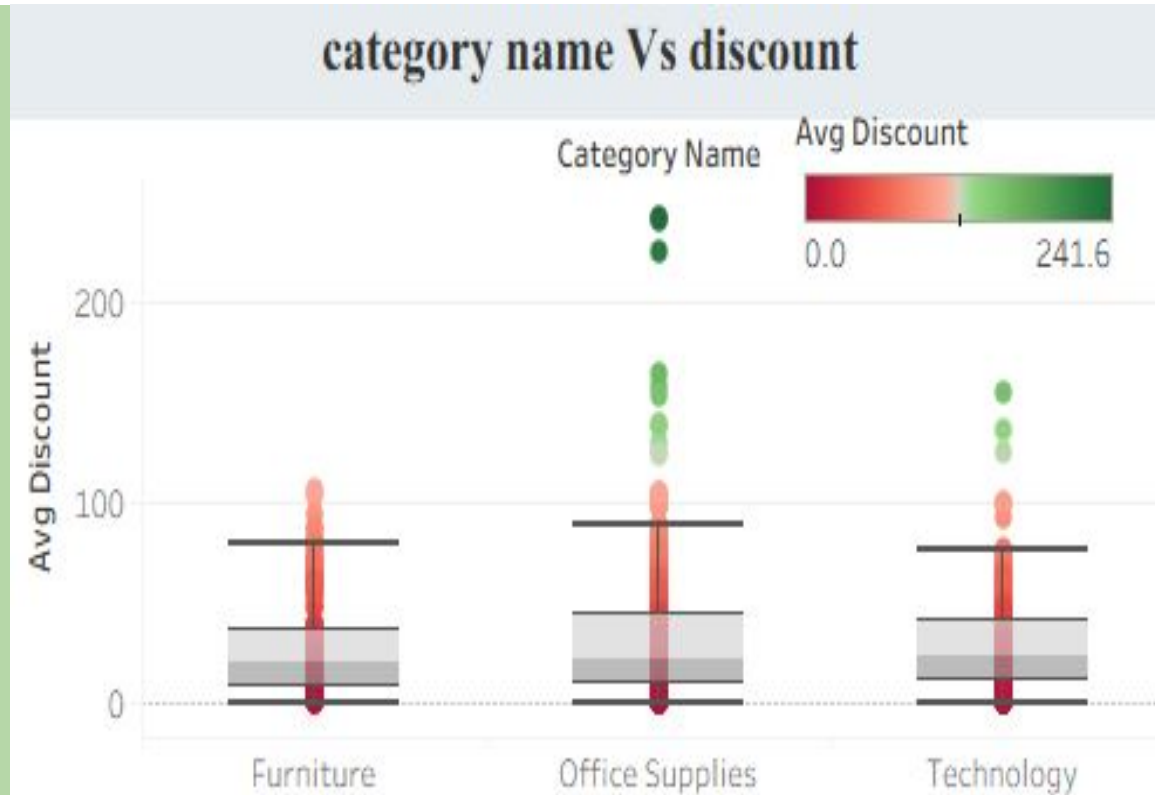 category name Vs discount
Category Name
Avg Discount
0.0
241.6
Avg Discount
200
100
0
Furniture
Office Supplies
Technology